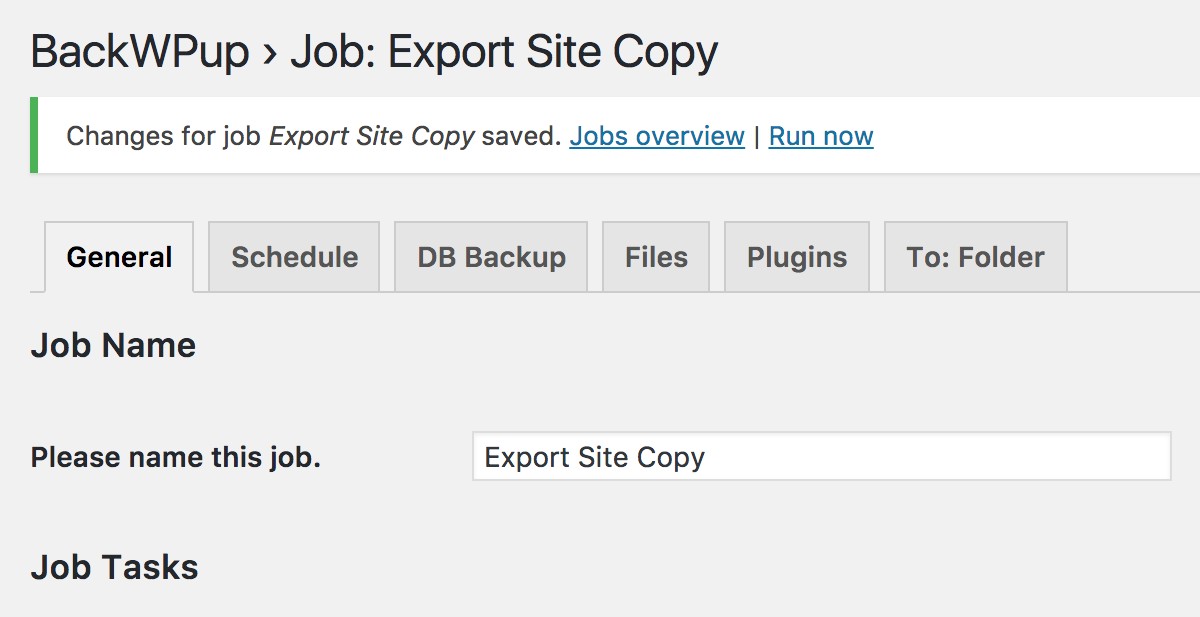 BackWPup › Job: Export Site Copy
Changes for job Export Site Copy saved. Jobs overview | Run now
General Schedule DB Backup Files Plugins To: Folder
Job Name
Please name this job. Export Site Copy
Job Tasks